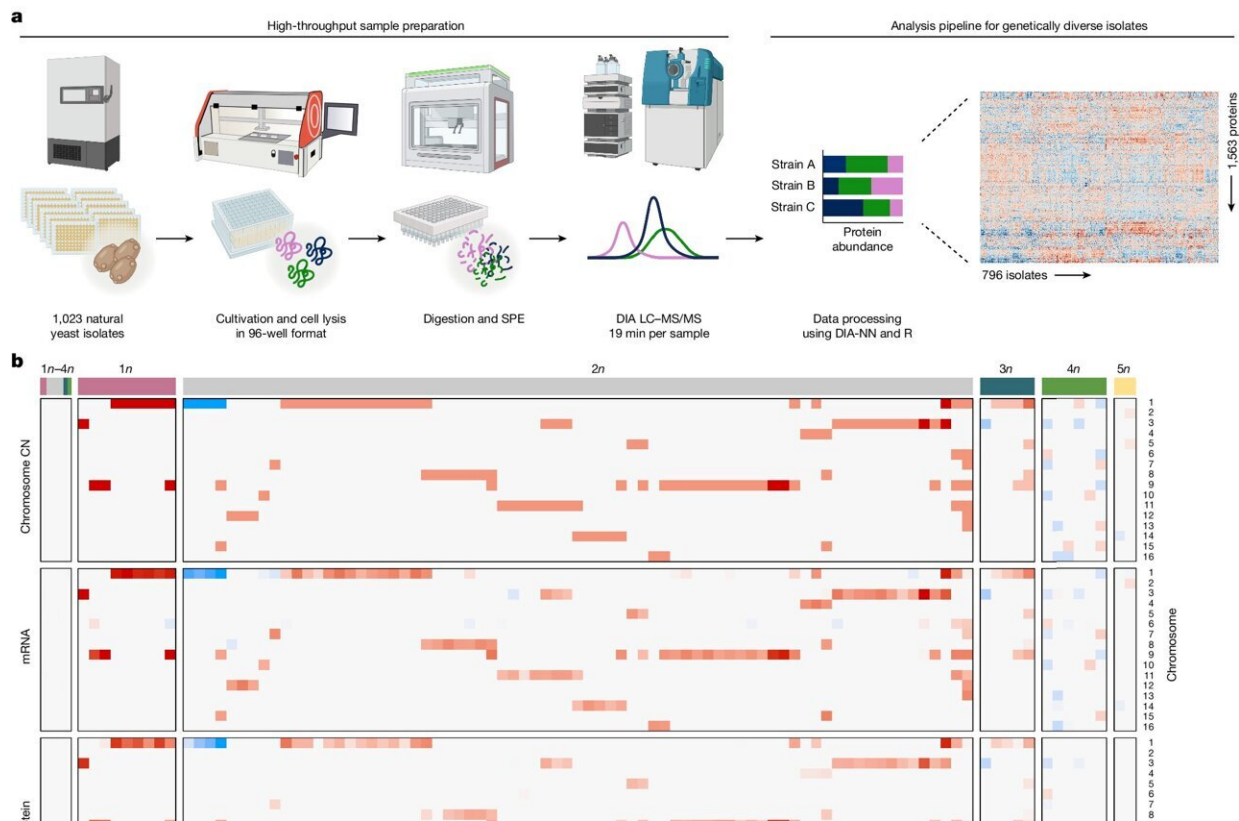 a
High-throughput sample preparation
Analysis pipeline for genetically diverse isolates
Strain A
Strain B
Strain C
Protein
abundance
1,563 proteins
796 isolates
1,023 natural
yeast isolates
Cultivation and cell lysis
in 96-well format
Digestion and SPE
DIA LC–MS/MS
19 min per sample
Data processing
using DIA-NN and R
b
1n–4n
1n
2n
3n
4n
5n
Chromosome CN
1
2
3
4
5
6
7
8
9
10
11
12
13
14
15
16
mRNA
1
2
3
4
5
6
7
8
9
10
11
12
13
14
15
16
Chromosome
1
2
3
4
5
6
7
8